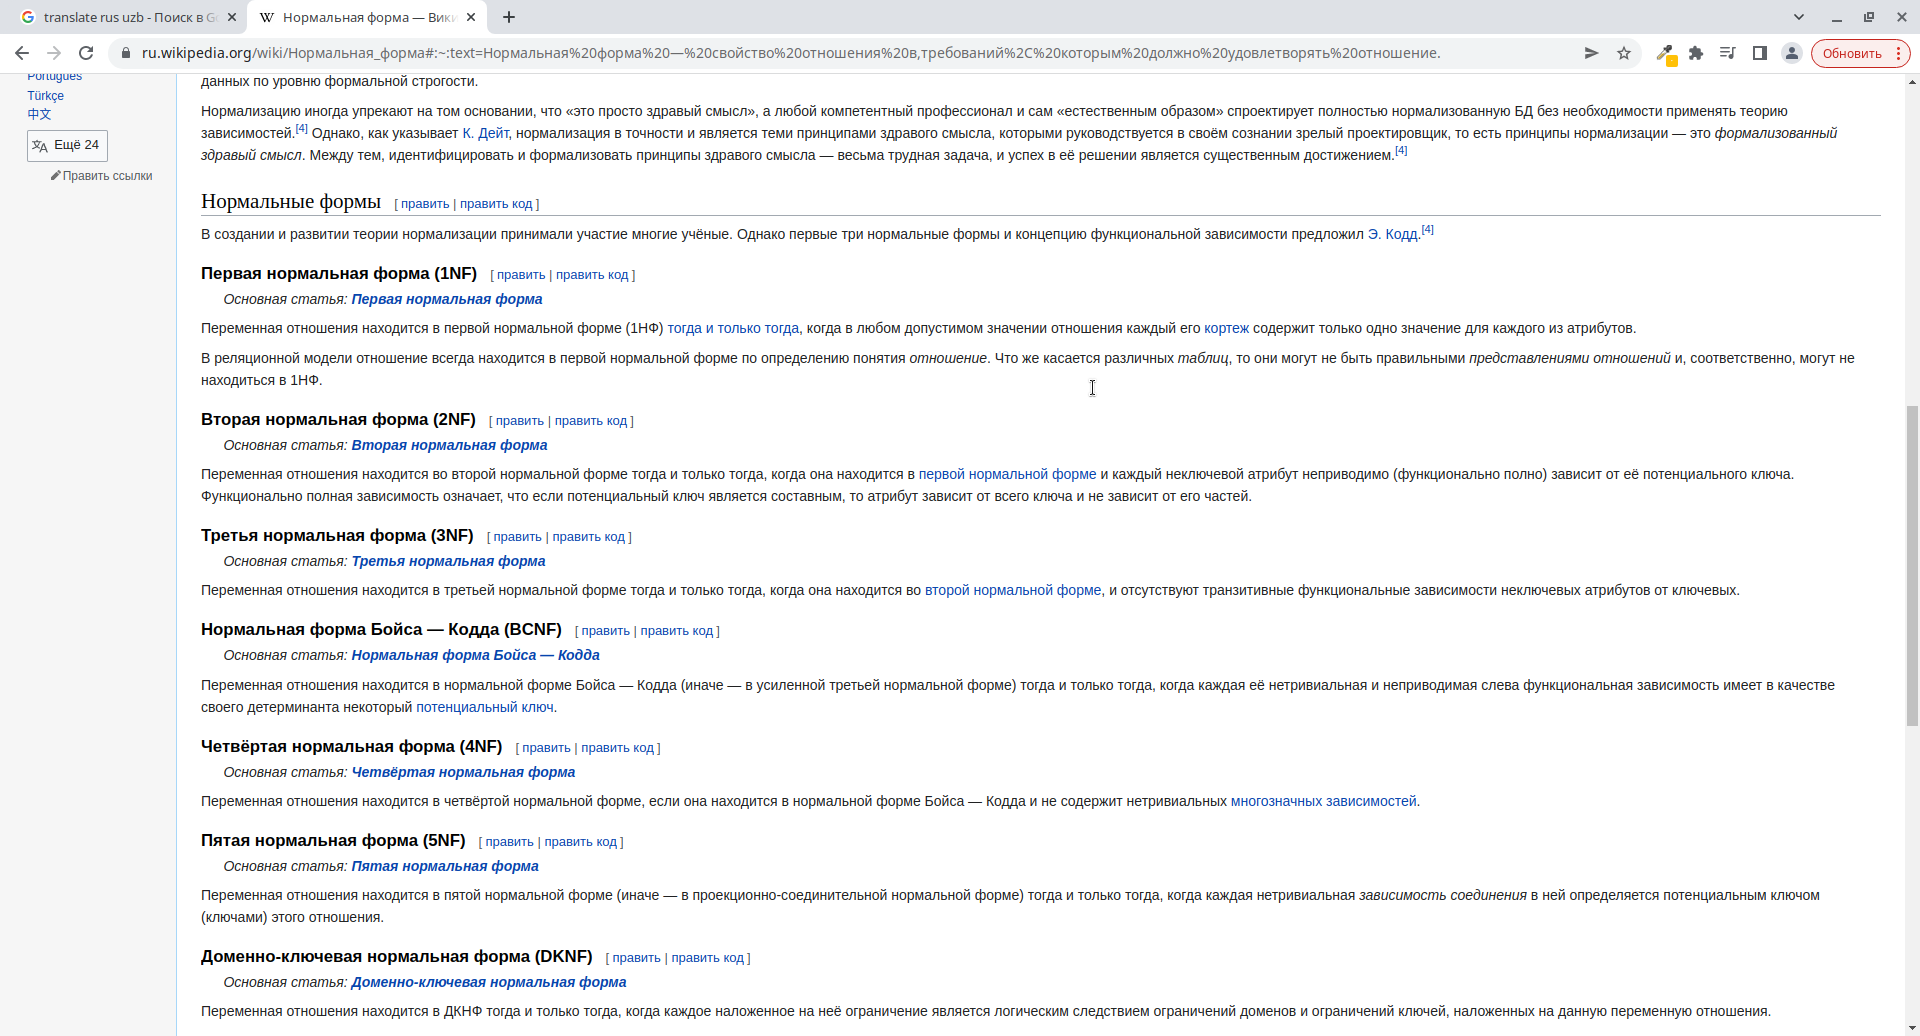 translate rus uzb - Поиск в G
Нормальная форма — Вики
ru.wikipedia.org/wiki/Нормальная_форма#:~:text=Нормальная%20форма%20—%20свойство%20отношения%20в,требований%2C%20которым%20должно%20удовлетворять%20отношение.
Обновить
Português
Türkçe
中文
Ещё 24
Править ссылки
данных по уровню формальной строгости.
Нормализацию иногда упрекают на том основании, что «это просто здравый смысл», а любой компетентный профессионал и сам «естественным образом» спроектирует полностью нормализованную БД без необходимости применять теорию
зависимостей.[4] Однако, как указывает К. Дейт, нормализация в точности и является теми принципами здравого смысла, которыми руководствуется в своём сознании зрелый проектировщик, то есть принципы нормализации — это формализованный
здравый смысл. Между тем, идентифицировать и формализовать принципы здравого смысла — весьма трудная задача, и успех в её решении является существенным достижением.[4]
Нормальные формы [ править | править код ]
В создании и развитии теории нормализации принимали участие многие учёные. Однако первые три нормальные формы и концепцию функциональной зависимости предложил Э. Кодд.[4]
Первая нормальная форма (1NF) [ править | править код ]
Основная статья: Первая нормальная форма
Переменная отношения находится в первой нормальной форме (1НФ) тогда и только тогда, когда в любом допустимом значении отношения каждый его кортеж содержит только одно значение для каждого из атрибутов.
В реляционной модели отношение всегда находится в первой нормальной форме по определению понятия отношение. Что же касается различных таблиц, то они могут не быть правильными представлениями отношений и, соответственно, могут не
находиться в 1НФ.
Вторая нормальная форма (2NF) [ править | править код ]
Основная статья: Вторая нормальная форма
Переменная отношения находится во второй нормальной форме тогда и только тогда, когда она находится в первой нормальной форме и каждый неключевой атрибут неприводимо (функционально полно) зависит от её потенциального ключа.
Функционально полная зависимость означает, что если потенциальный ключ является составным, то атрибут зависит от всего ключа и не зависит от его частей.
Третья нормальная форма (3NF) [ править | править код ]
Основная статья: Третья нормальная форма
Переменная отношения находится в третьей нормальной форме тогда и только тогда, когда она находится во второй нормальной форме, и отсутствуют транзитивные функциональные зависимости неключевых атрибутов от ключевых.
Нормальная форма Бойса — Кодда (BCNF) [ править | править код ]
Основная статья: Нормальная форма Бойса — Кодда
Переменная отношения находится в нормальной форме Бойса — Кодда (иначе — в усиленной третьей нормальной форме) тогда и только тогда, когда каждая её нетривиальная и неприводимая слева функциональная зависимость имеет в качестве
своего детерминанта некоторый потенциальный ключ.
Четвёртая нормальная форма (4NF) [ править | править код ]
Основная статья: Четвёртая нормальная форма
Переменная отношения находится в четвёртой нормальной форме, если она находится в нормальной форме Бойса — Кодда и не содержит нетривиальных многозначных зависимостей.
Пятая нормальная форма (5NF) [ править | править код ]
Основная статья: Пятая нормальная форма
Переменная отношения находится в пятой нормальной форме (иначе — в проекционно-соединительной нормальной форме) тогда и только тогда, когда каждая нетривиальная зависимость соединения в ней определяется потенциальным ключом
(ключами) этого отношения.
Доменно-ключевая нормальная форма (DKNF) [ править | править код ]
Основная статья: Доменно-ключевая нормальная форма
Переменная отношения находится в ДКНФ тогда и только тогда, когда каждое наложенное на неё ограничение является логическим следствием ограничений доменов и ограничений ключей, наложенных на данную переменную отношения.